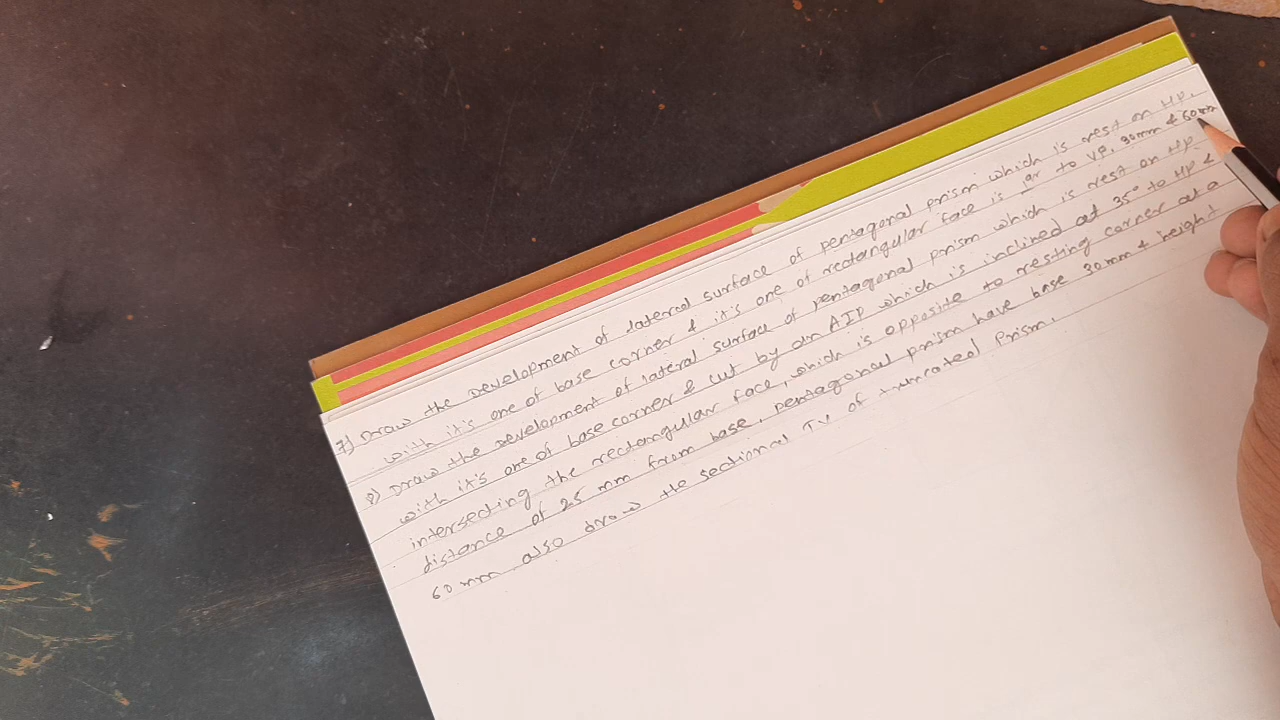 7) Draw the Development of lateral surface of pentagonal prism which is rest on HP.
with it's one of base corner & it's one of rectangular face is ⊥ar to VP. 30mm & 60mm
8) Draw the development of lateral surface of pentagonal prism which is rest on HP
with it's one of base corner & cut by an AIP which is inclined at 35° to HP &
intersecting the rectangular face, which is opposite to resting corner at a
distance of 25 mm from base. pentagonal prism have base 30mm & height
60 mm also draw the sectional TV of truncated Prism.